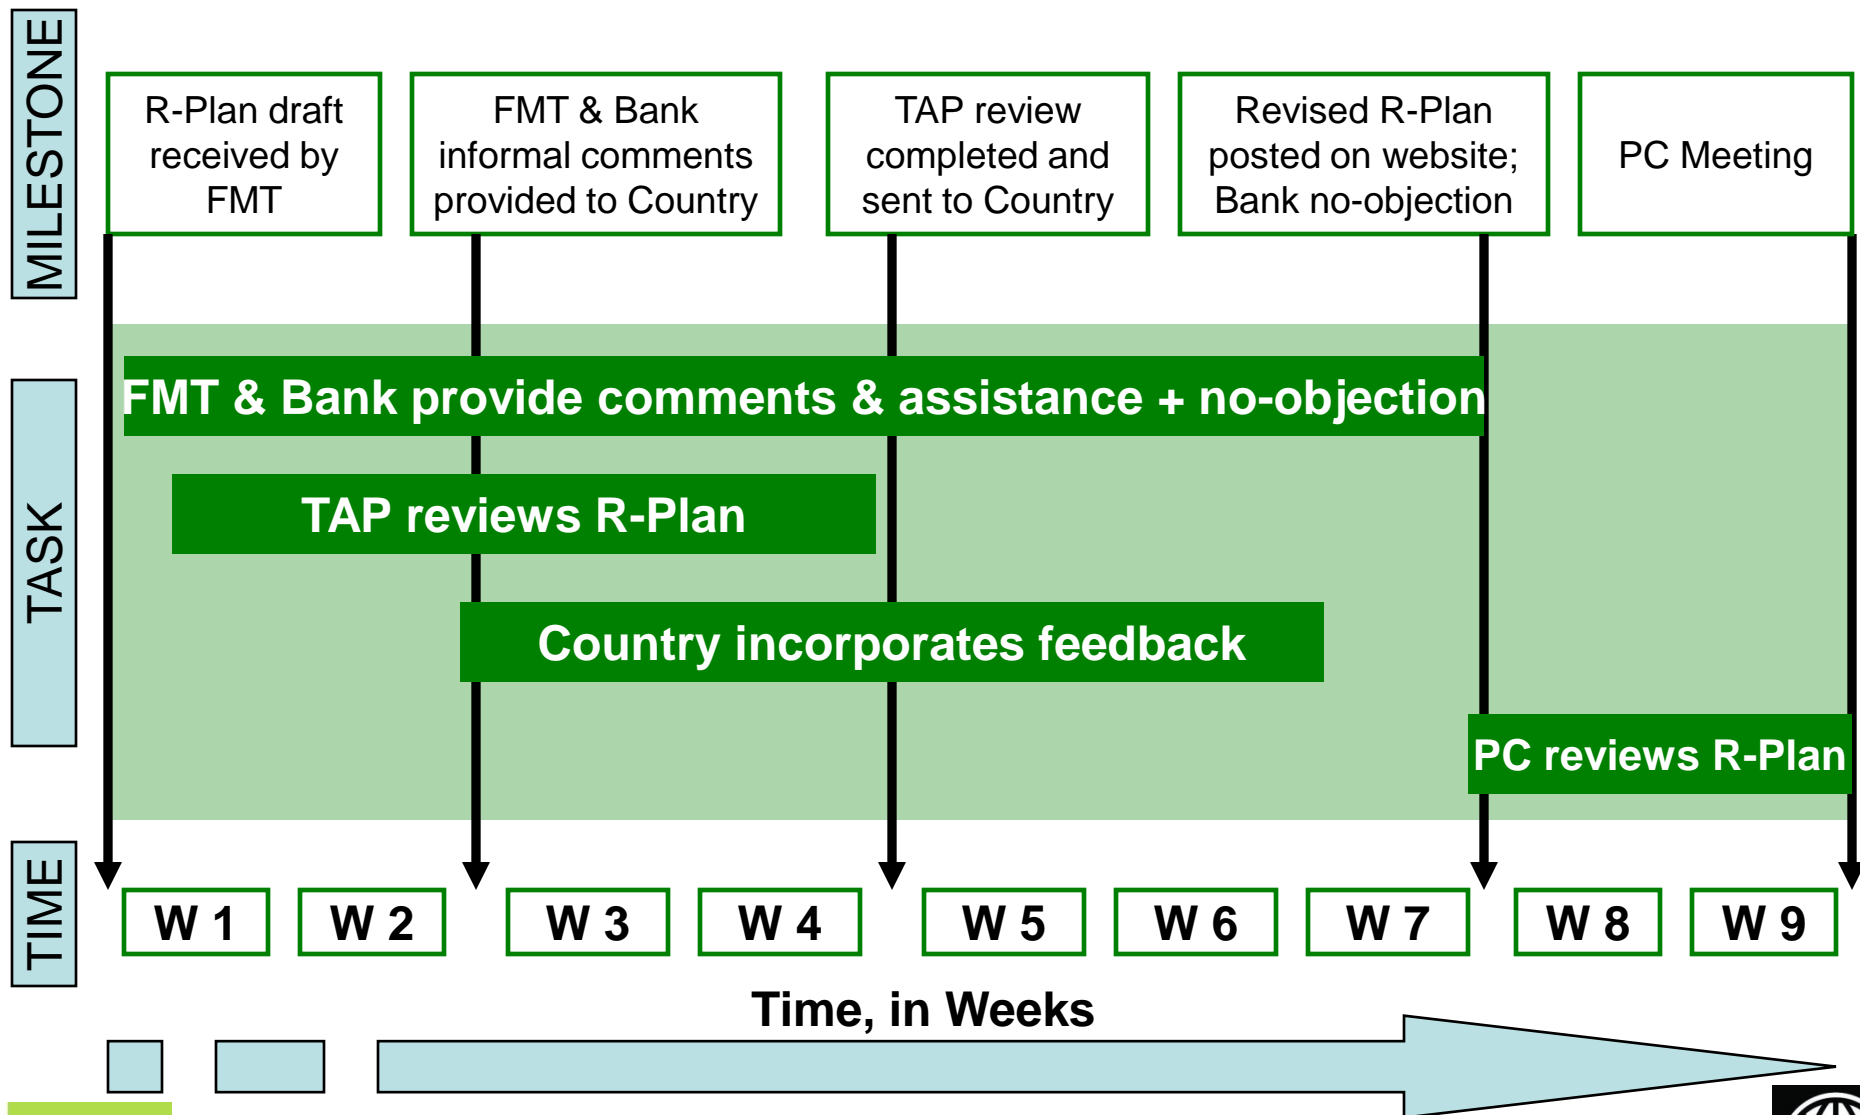 MILESTONE
R-Plan draft
received by
FMT
FMT & Bank
informal comments
provided to Country
TAP review
completed and
sent to Country
Revised R-Plan
posted on website;
Bank no-objection
PC Meeting
TASK
FMT & Bank provide comments & assistance + no-objection
TAP reviews R-Plan
Country incorporates feedback
PC reviews R-Plan
TIME
W 1
W 2
W 3
W 4
W 5
W 6
W 7
W 8
W 9
Time, in Weeks